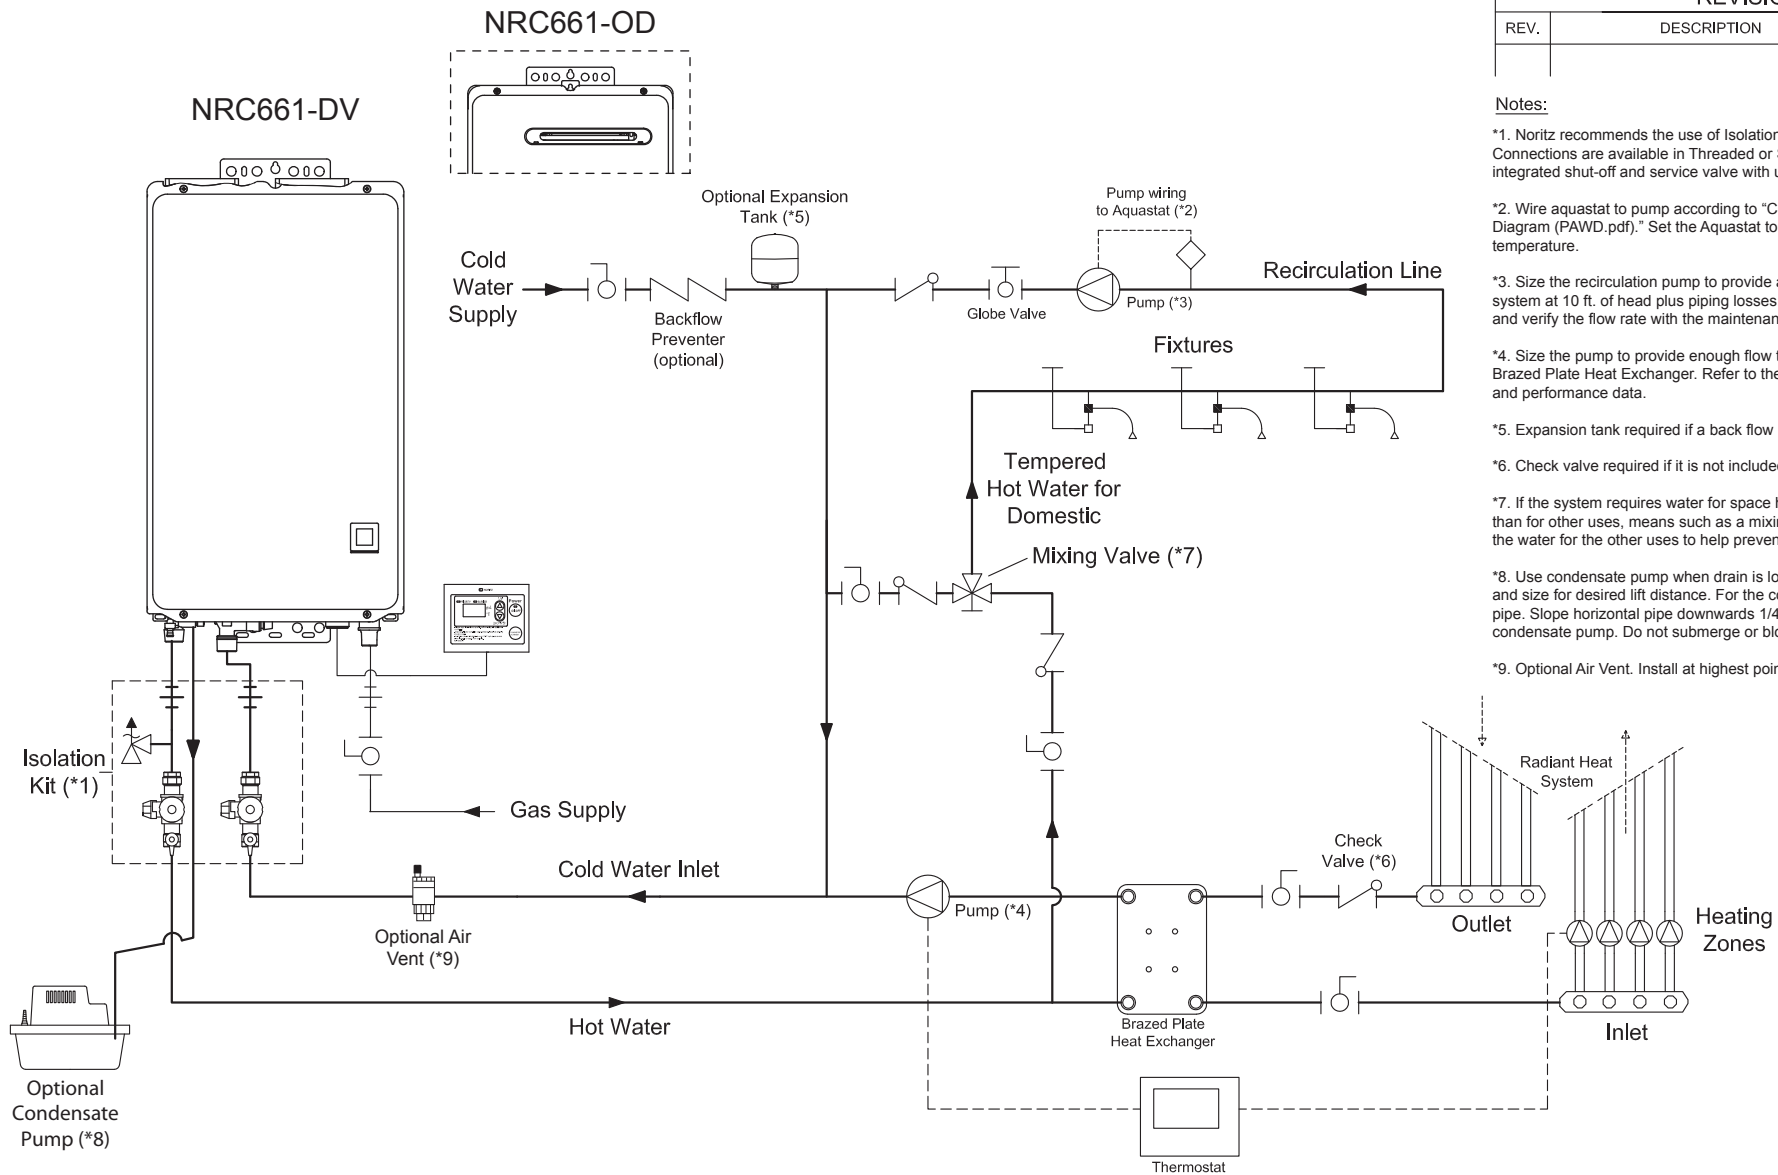 NRC661-OD
NRC661-DV
REV.
DESCRIPTION
Notes:
*1. Noritz recommends the use of Isolation
Connections are available in Threaded or
integrated shut-off and service valve with
*2. Wire aquastat to pump according to “C
Diagram (PAWD.pdf).” Set the Aquastat to
temperature.
*3. Size the recirculation pump to provide a
system at 10 ft. of head plus piping losses
and verify the flow rate with the maintenan
*4. Size the pump to provide enough flow t
Brazed Plate Heat Exchanger. Refer to the
and performance data.
*5. Expansion tank required if a back flow
*6. Check valve required if it is not included
*7. If the system requires water for space h
than for other uses, means such as a mixin
the water for the other uses to help preven
*8. Use condensate pump when drain is lo
and size for desired lift distance. For the co
pipe. Slope horizontal pipe downwards 1/4
condensate pump. Do not submerge or blo
*9. Optional Air Vent. Install at highest poin
Optional Expansion
Tank (*5)
Pump wiring
to Aquastat (*2)
Cold
Water
Supply
Recirculation Line
Backflow
Preventer
(optional)
Globe Valve
Pump (*3)
Fixtures
Tempered
Hot Water for
Domestic
Mixing Valve (*7)
Power
Isolation
Kit (*1)
Gas Supply
Radiant Heat
System
Check
Valve (*6)
Cold Water Inlet
Pump (*4)
Outlet
Heating
Zones
Optional Air
Vent (*9)
Hot Water
Brazed Plate
Heat Exchanger
Inlet
Optional
Condensate
Pump (*8)
Thermostat